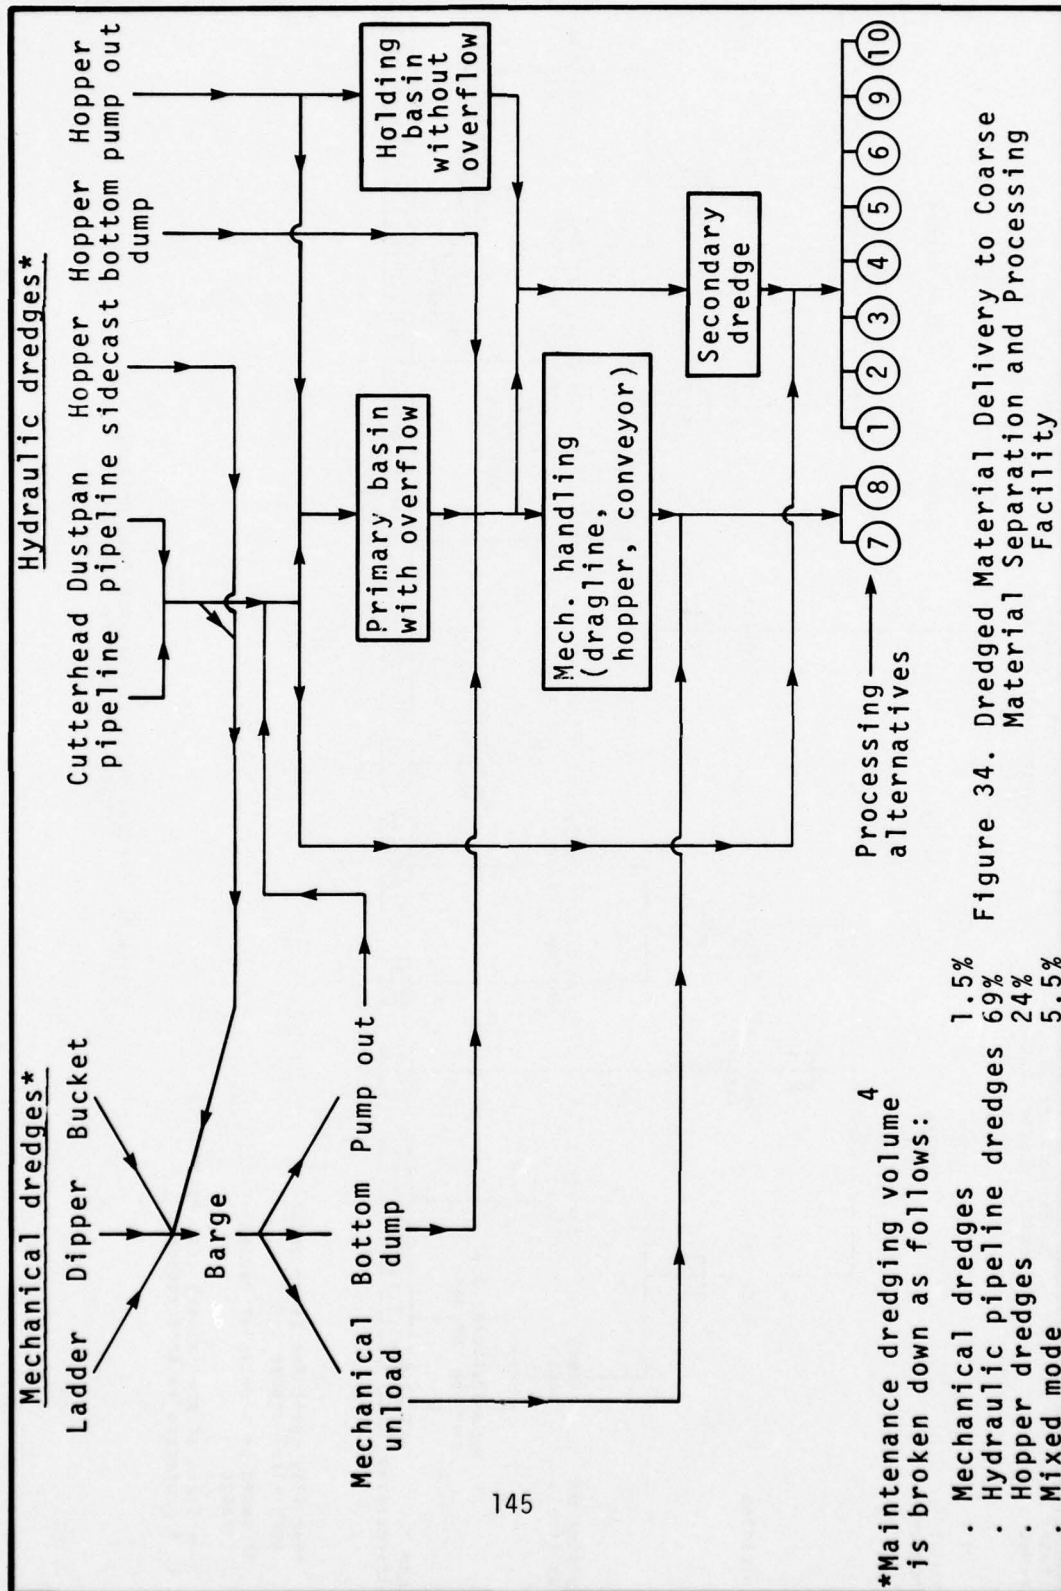 Mechanical dredges*
Ladder Dipper Bucket
Barge
Mechanical unload
Bottom dump
Pump out
Hydraulic dredges*
Cutterhead pipeline
Dustpan pipeline
Hopper sidecast
Hopper bottom dump
Hopper pump out
Primary basin
with overflow
Holding
basin
without
overflow
Mech. handling
(dragline,
hopper, conveyor)
Secondary
dredge
Processing
alternatives
7 8 1 2 3 4 5 6 9 10
*Maintenance dredging volume 4
is broken down as follows:
. Mechanical dredges 1.5%
. Hydraulic pipeline dredges 69%
. Hopper dredges 24%
. Mixed mode 5.5%
Figure 34. Dredged Material Delivery to Coarse
Material Separation and Processing
Facility
145